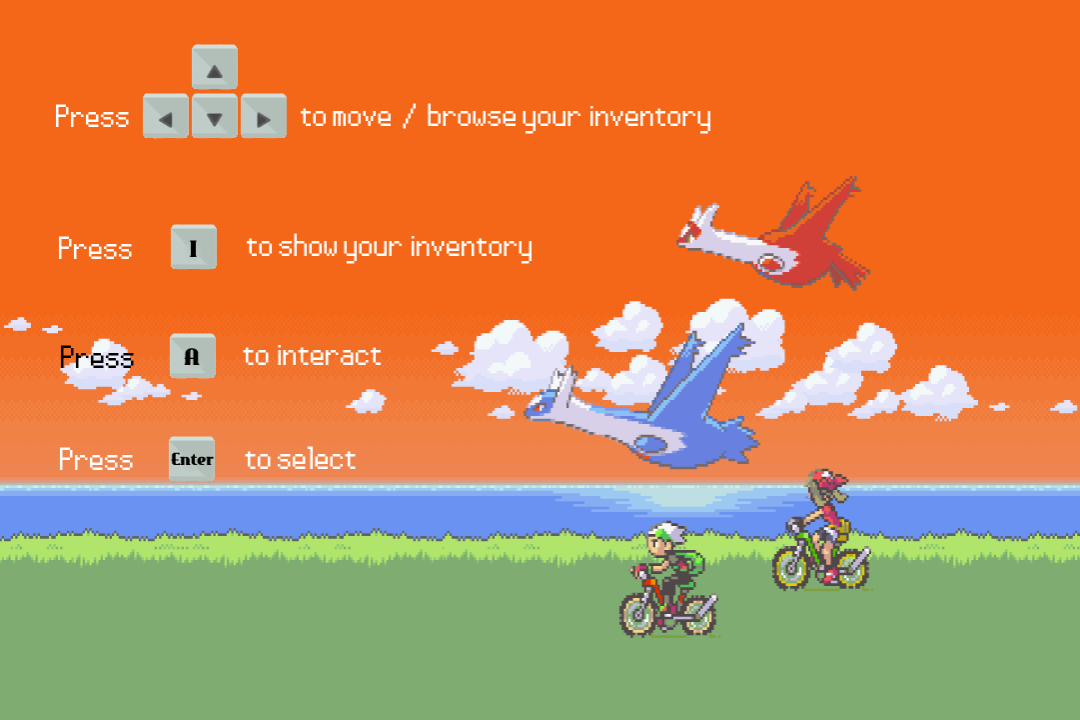 Press ▲ ◀ ▼ ▶ to move / browse your inventory
Press I to show your inventory
Press A to interact
Press Enter to select